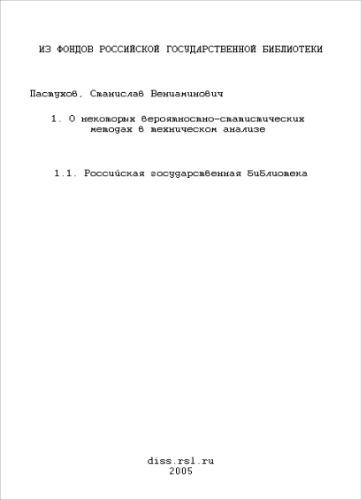 ИЗ ФОНДОВ РОССИЙСКОЙ ГОСУДАРСТВЕННОЙ БИБЛИОТЕКИ
Пастухов, Станислав Вениаминович
1. О некоторых вероятностно-статистических
методах в техническом анализе
1.1. Российская государственная библиотека
diss.rsl.ru
2005